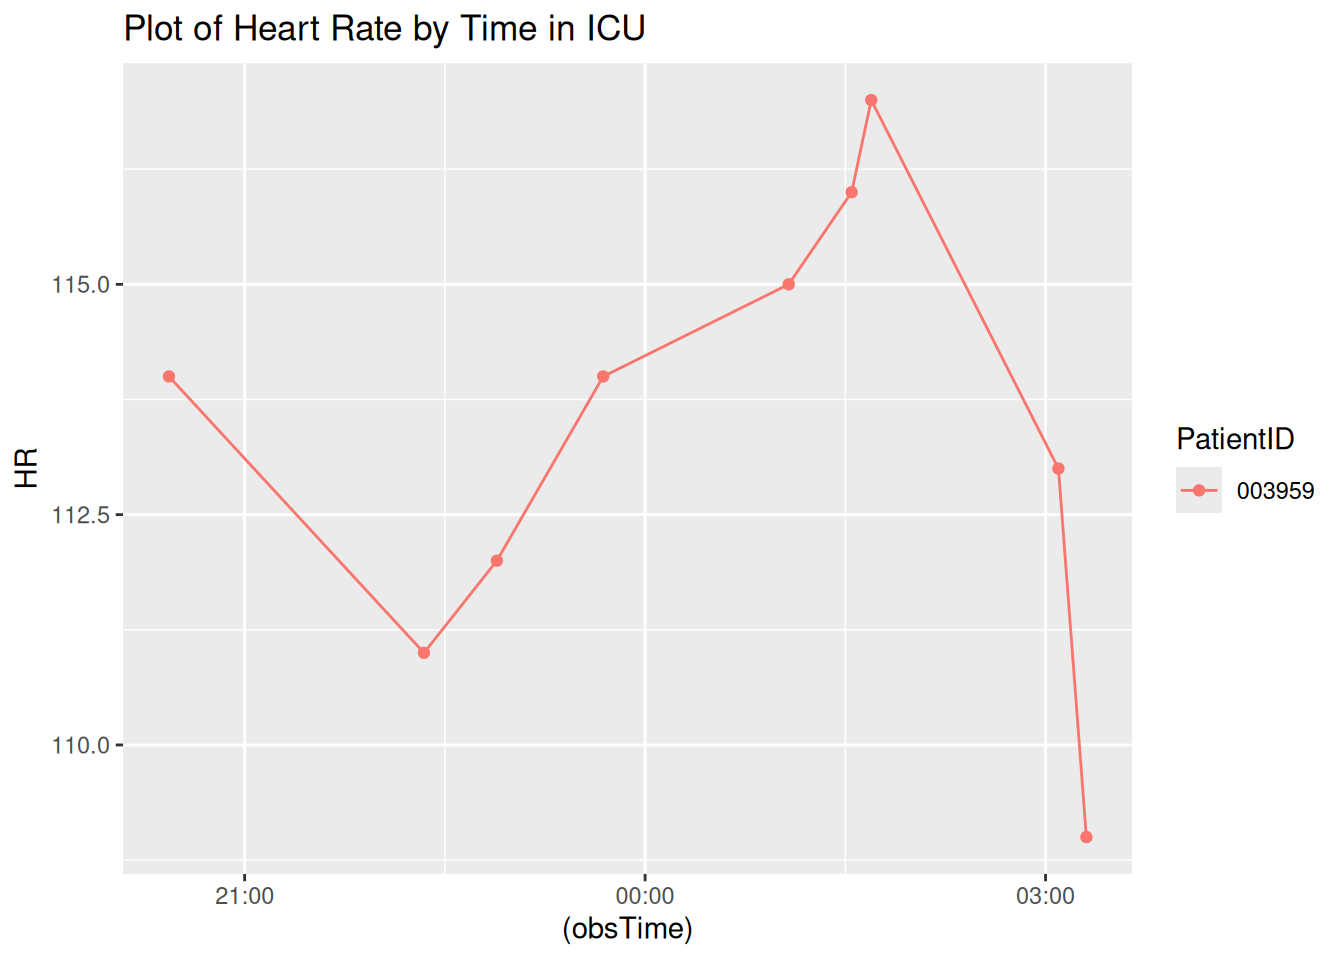 Plot of Heart Rate by Time in ICU
HR
115.0
112.5
110.0
21:00
00:00
03:00
(obsTime)
PatientID
003959